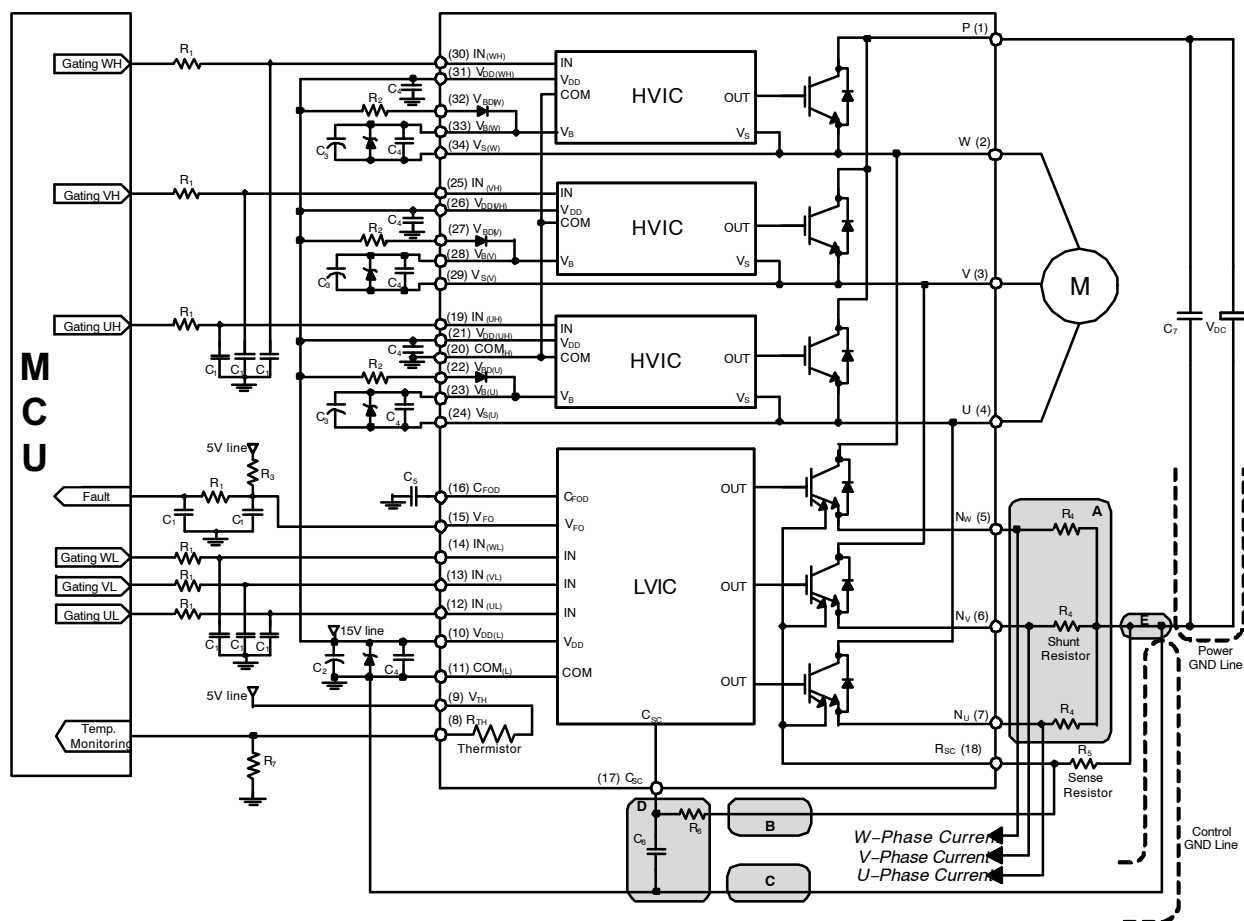 P (1)
R₁
Gating WH
(30) IN(WH)
IN
(31) VDD(WH)
VDD
C₄
COM
HVIC
OUT
R₂
(32) VBD(W)
(33) VB(W)
VB
VS
C₃
C₄
(34) VS(W)
W (2)
R₁
Gating VH
(25) IN(VH)
IN
(26) VDD(VH)
VDD
C₄
COM
HVIC
OUT
R₂
(27) VBD(V)
(28) VB(V)
VB
VS
C₃
C₄
(29) VS(V)
V (3)
M
C₇
VDC
R₁
Gating UH
(19) IN(UH)
IN
(21) VDD(UH)
VDD
C₄
(20) COM(H)
COM
HVIC
OUT
C₁
C₁
C₁
R₂
(22) VBD(U)
(23) VB(U)
VB
VS
C₃
C₄
(24) VS(U)
U (4)
M
C
U
5V line
R₃
Fault
R₁
C₁
C₁
C₅
(16) CFOD
CFOD
OUT
(15) VFO
VFO
NW (5)
R₄
A
Gating WL
R₁
(14) IN(WL)
IN
Gating VL
R₁
(13) IN(VL)
IN
LVIC
OUT
Gating UL
R₁
(12) IN(UL)
IN
NV (6)
R₄
E
C₁
C₁
C₁
15V line
(10) VDD(L)
VDD
Shunt
Resistor
Power
GND Line
C₂
C₄
(11) COM(L)
COM
OUT
5V line
(9) VTH
CSC
NU (7)
R₄
Temp.
Monitoring
(8) RTH
Thermistor
R₇
RSC (18)
R₅
Sense
Resistor
(17) CSC
D
R₆
B
C₆
W−Phase Current
V−Phase Current
U−Phase Current
Control
GND Line
C